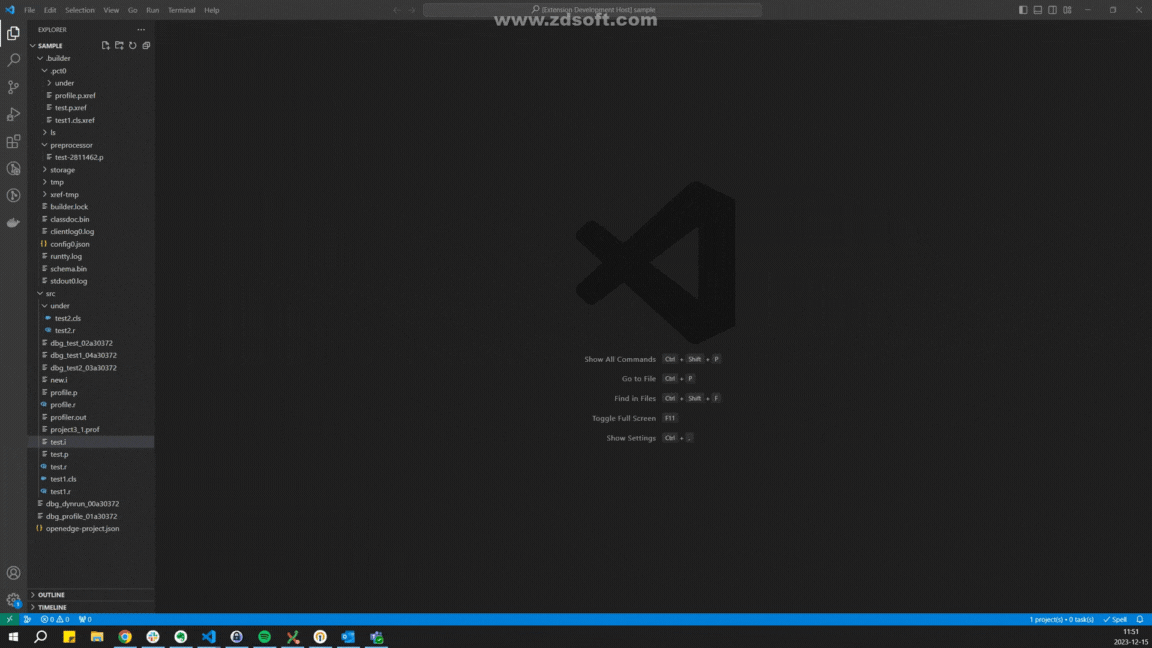 File Edit Selection View Go Run Terminal Help
[Extension Development Host] sample
www.zdsoft.com
EXPLORER
SAMPLE
.builder
.pct0
under
profile.p.xref
test.p.xref
test1.cls.xref
ls
preprocessor
test-2811462.p
storage
tmp
xref-tmp
builder.lock
classdoc.bin
clientlog0.log
config0.json
runtty.log
schema.bin
stdout0.log
src
under
test2.cls
test2.r
dbg_test_02a30372
dbg_test1_04a30372
dbg_test2_03a30372
new.i
profile.p
profile.r
profiler.out
project3_1.prof
test.i
test.p
test.r
test1.cls
test1.r
dbg_dynrun_00a30372
dbg_profile_01a30372
openedge-project.json
OUTLINE
TIMELINE
Show All Commands Ctrl + Shift + P
Go to File Ctrl + P
Find in Files Ctrl + Shift + F
Toggle Full Screen F11
Show Settings Ctrl + ,
1
0 0 0
1 project(s) • 0 task(s) Spell
11:51
2023-12-15